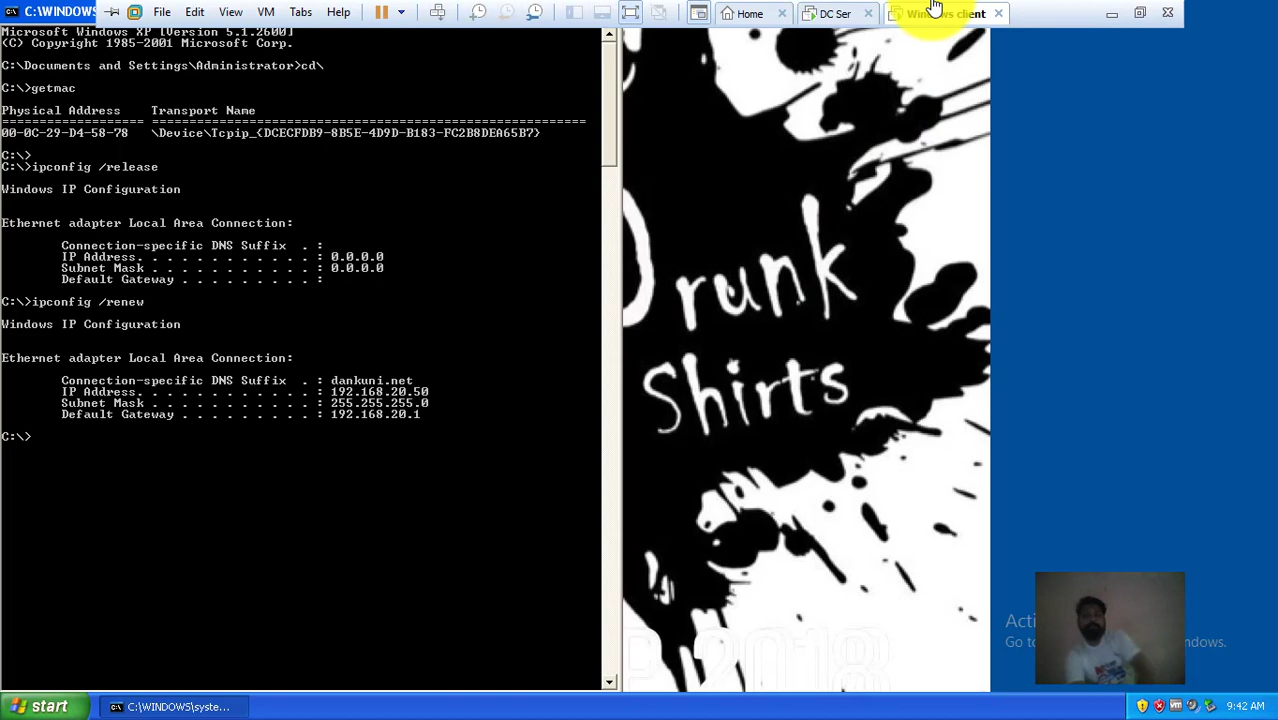 C:\WINDOWS File Edit View VM Tabs Help Home DC Ser Windows client
Microsoft Windows XP [Version 5.1.2600]
(C) Copyright 1985-2001 Microsoft Corp.
C:\Documents and Settings\Administrator>cd\
C:\>getmac
Physical Address    Transport Name
=================== ==========================================================
00-0C-29-D4-58-78   \Device\Tcpip_{DCECFDB9-8B5E-4D9D-B183-FC2B8DEA65B7}
C:\>
C:\>ipconfig /release
Windows IP Configuration
Ethernet adapter Local Area Connection:
Connection-specific DNS Suffix  . :
IP Address. . . . . . . . . . . . : 0.0.0.0
Subnet Mask . . . . . . . . . . . : 0.0.0.0
Default Gateway . . . . . . . . . :
C:\>ipconfig /renew
Windows IP Configuration
Ethernet adapter Local Area Connection:
Connection-specific DNS Suffix  . : dankuni.net
IP Address. . . . . . . . . . . . : 192.168.20.50
Subnet Mask . . . . . . . . . . . : 255.255.255.0
Default Gateway . . . . . . . . . : 192.168.20.1
C:\>
Drunk
Shirts
2018
start C:\WINDOWS\syste... 9:42 AM